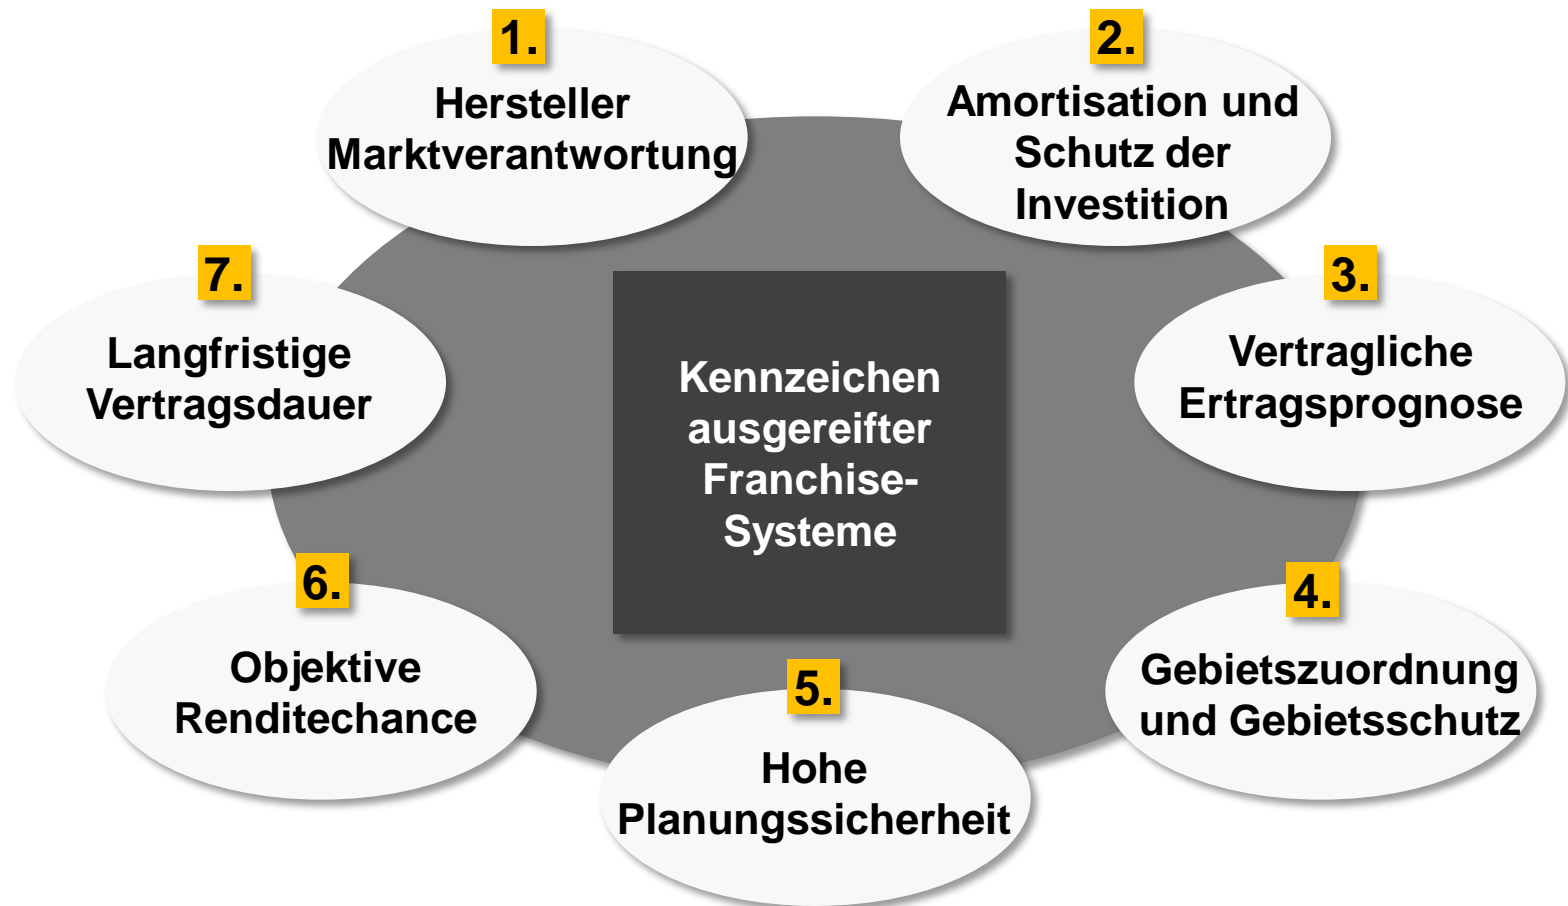 1.
Hersteller
Marktverantwortung
2.
Amortisation und
Schutz der
Investition
3.
Vertragliche
Ertragsprognose
4.
Gebietszuordnung
und Gebietsschutz
5.
Hohe
Planungssicherheit
6.
Objektive
Renditechance
7.
Langfristige
Vertragsdauer
Kennzeichen
ausgereifter
Franchise-
Systeme